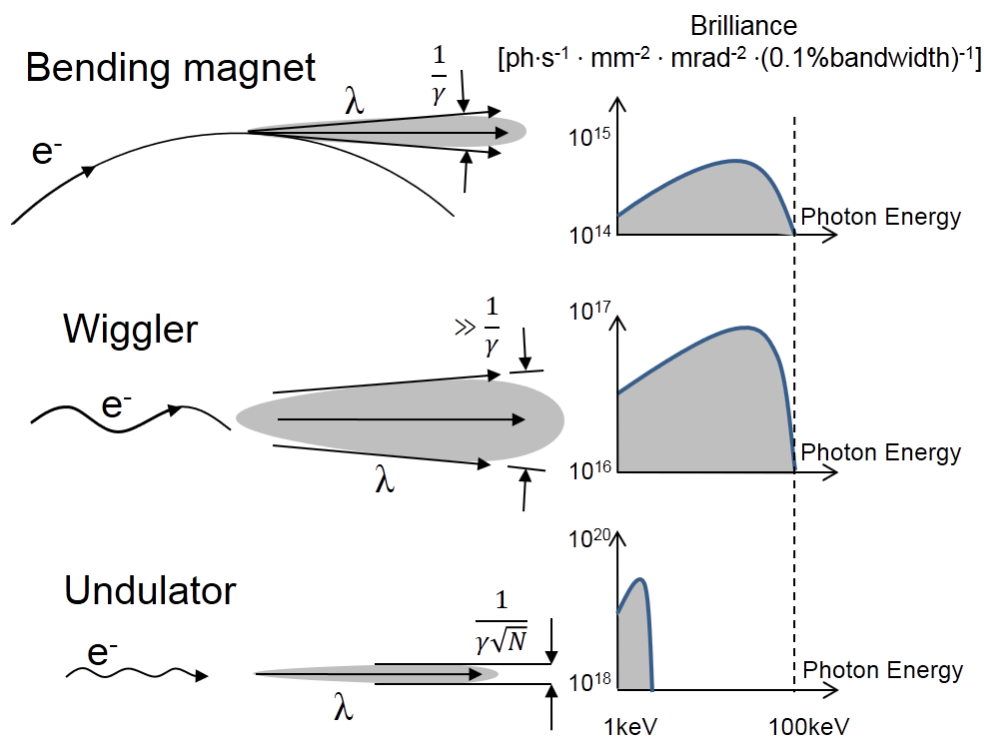 Brilliance
[ph·s⁻¹ · mm⁻² · mrad⁻² ·(0.1%bandwidth)⁻¹]
Bending magnet
1/γ
λ
e⁻
10¹⁵
Photon Energy
10¹⁴
Wiggler
≫ 1/γ
e⁻
λ
10¹⁷
Photon Energy
10¹⁶
Undulator
1/(γ√N)
e⁻
λ
10²⁰
Photon Energy
10¹⁸
1keV 100keV